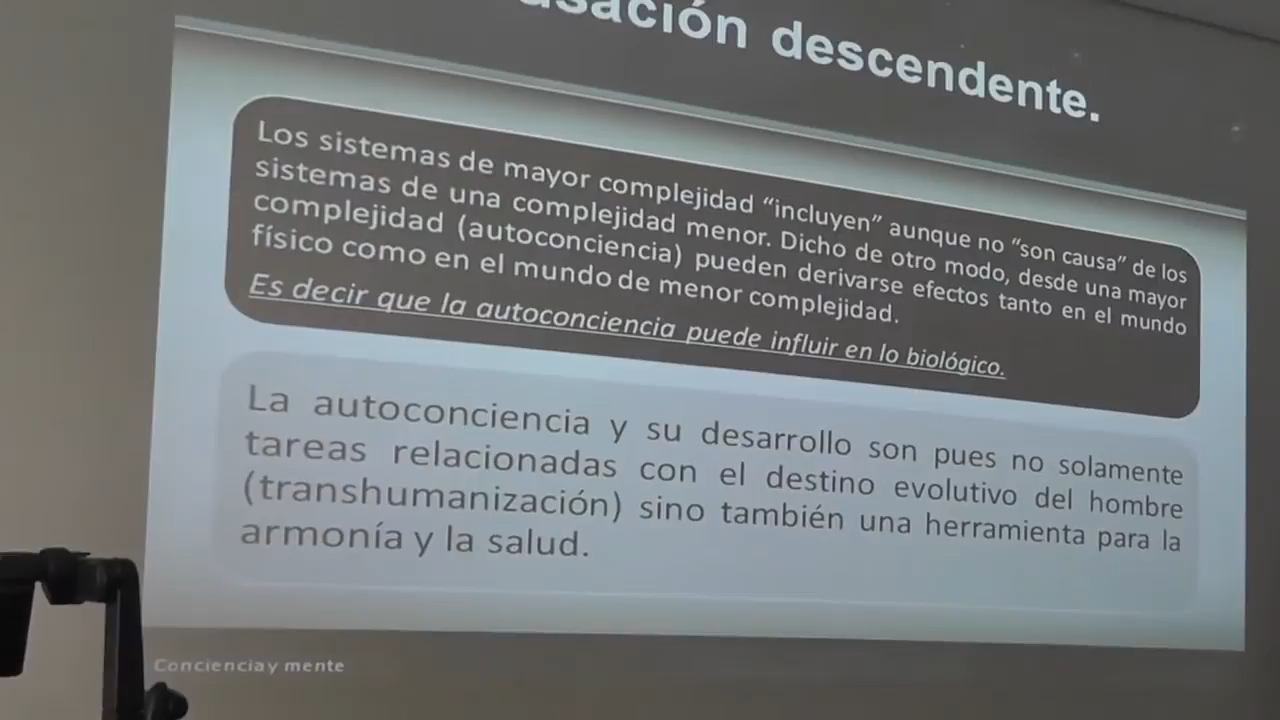 descendente.
Los sistemas de mayor complejidad “incluyen” aunque no “son causa” de los
sistemas de una complejidad menor. Dicho de otro modo, desde una mayor
complejidad (autoconciencia) pueden derivarse efectos tanto en el mundo
físico como en el mundo de menor complejidad.
Es decir que la autoconciencia puede influir en lo biológico.
La autoconciencia y su desarrollo son pues no solamente
tareas relacionadas con el destino evolutivo del hombre
(transhumanización) sino también una herramienta para la
armonía y la salud.
Conciencia y mente